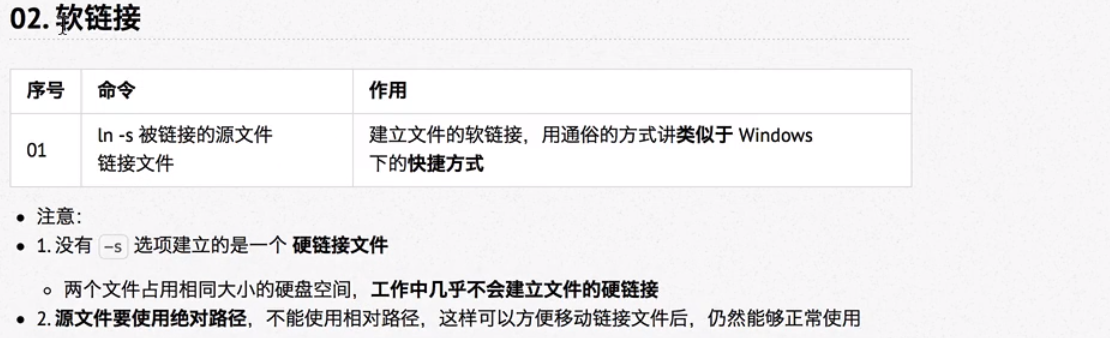 02. 软链接
序号 命令 作用
01 ln -s 被链接的源文件 链接文件 建立文件的软链接，用通俗的方式讲类似于 Windows 下的快捷方式
注意：
1. 没有 -s 选项建立的是一个 硬链接文件
两个文件占用相同大小的硬盘空间，工作中几乎不会建立文件的硬链接
2. 源文件要使用绝对路径，不能使用相对路径，这样可以方便移动链接文件后，仍然能够正常使用